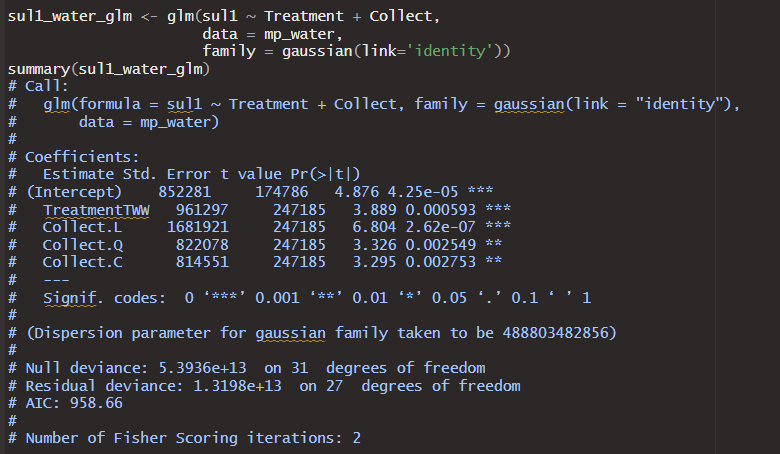 sul1_water_glm <- glm(sul1 ~ Treatment + Collect,
                      data = mp_water,
                      family = gaussian(link='identity'))
summary(sul1_water_glm)
# Call:
#   glm(formula = sul1 ~ Treatment + Collect, family = gaussian(link = "identity"),
#       data = mp_water)
#
# Coefficients:
#   Estimate Std. Error t value Pr(>|t|)
# (Intercept)    852281     174786   4.876 4.25e-05 ***
#   TreatmentTWW   961297     247185   3.889 0.000593 ***
#   Collect.L     1681921     247185   6.804 2.62e-07 ***
#   Collect.Q      822078     247185   3.326 0.002549 **
#   Collect.C      814551     247185   3.295 0.002753 **
#   ---
#   Signif. codes:  0 ‘***’ 0.001 ‘**’ 0.01 ‘*’ 0.05 ‘.’ 0.1 ‘ ’ 1
#
# (Dispersion parameter for gaussian family taken to be 488803482856)
#
# Null deviance: 5.3936e+13  on 31  degrees of freedom
# Residual deviance: 1.3198e+13  on 27  degrees of freedom
# AIC: 958.66
#
# Number of Fisher Scoring iterations: 2